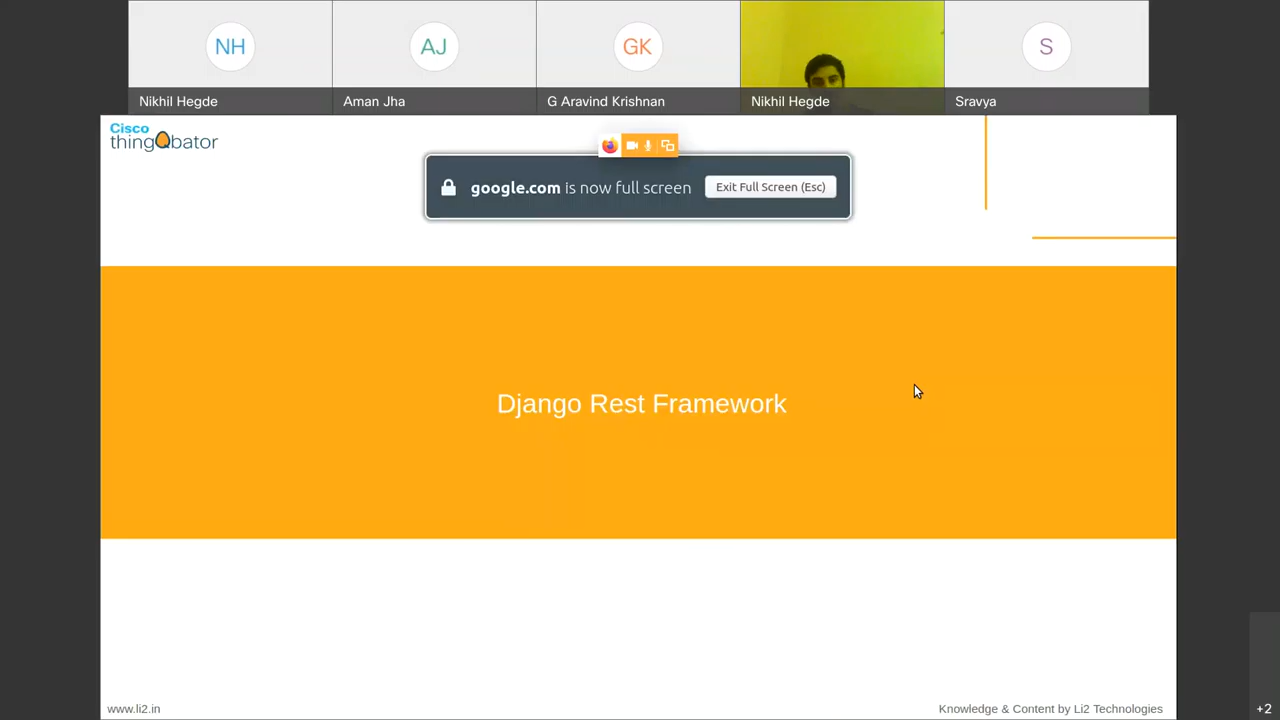 NH
AJ
GK
S
Nikhil Hegde
Aman Jha
G Aravind Krishnan
Nikhil Hegde
Sravya
Cisco
thingQbator
google.com is now full screen
Exit Full Screen (Esc)
Django Rest Framework
www.li2.in
Knowledge & Content by Li2 Technologies
+2